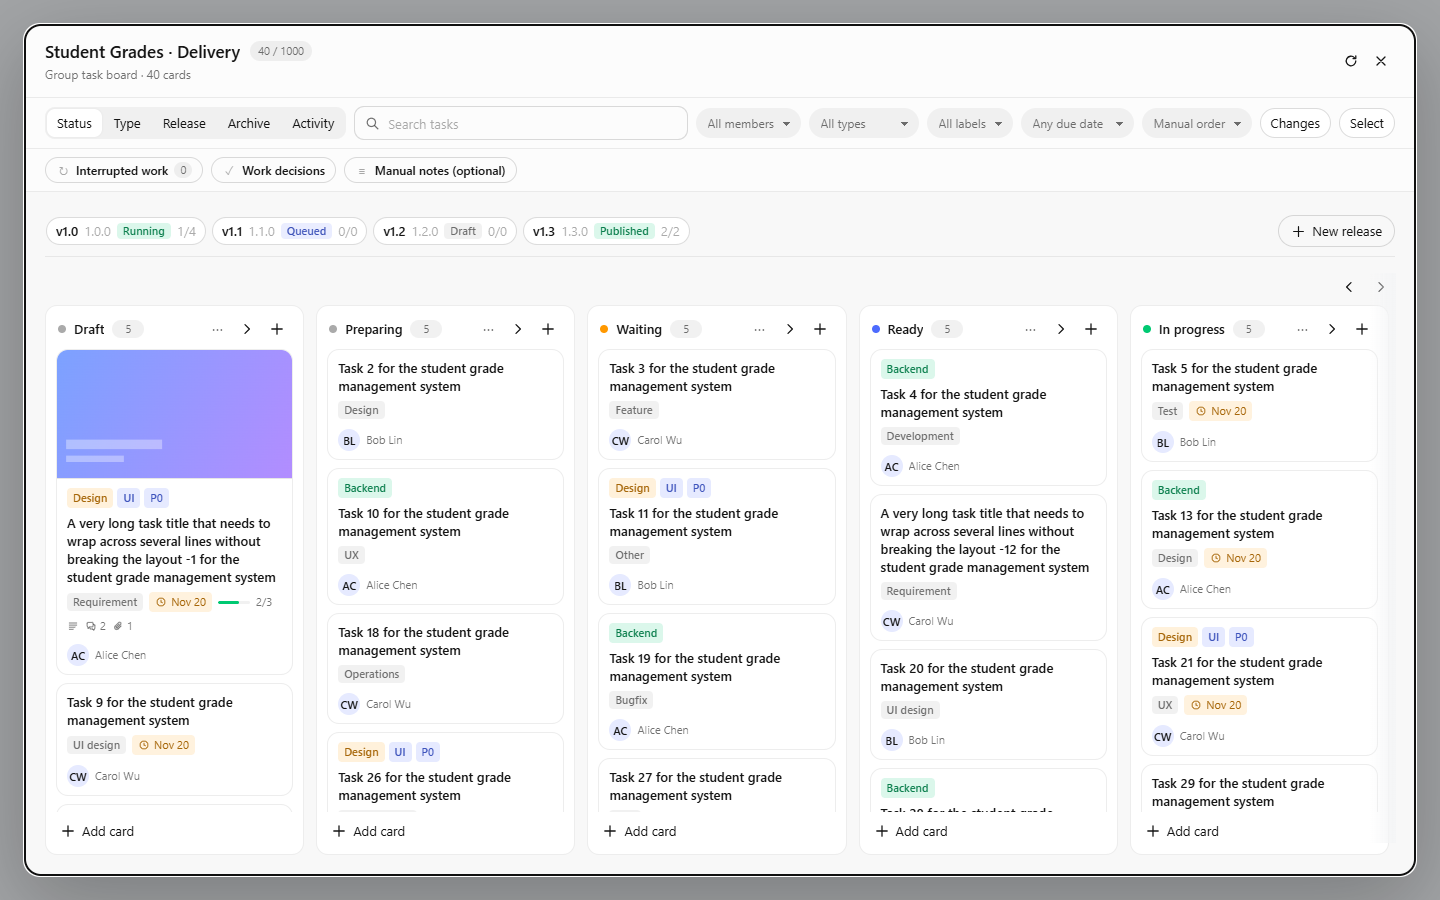 Student Grades · Delivery
40 / 1000
Group task board · 40 cards
Status
Type
Release
Archive
Activity
Search tasks
All members
All types
All labels
Any due date
Manual order
Changes
Select
Interrupted work 0
Work decisions
Manual notes (optional)
v1.0 1.0.0 Running 1/4
v1.1 1.1.0 Queued 0/0
v1.2 1.2.0 Draft 0/0
v1.3 1.3.0 Published 2/2
New release
Draft 5
Design UI P0
A very long task title that needs to
wrap across several lines without
breaking the layout -1 for the
student grade management system
Requirement Nov 20 2/3
2 1
AC Alice Chen
Task 9 for the student grade
management system
UI design Nov 20
CW Carol Wu
Add card
Preparing 5
Task 2 for the student grade
management system
Design
BL Bob Lin
Backend
Task 10 for the student grade
management system
UX
AC Alice Chen
Task 18 for the student grade
management system
Operations
CW Carol Wu
Design UI P0
Task 26 for the student grade
management system
Add card
Waiting 5
Task 3 for the student grade
management system
Feature
CW Carol Wu
Design UI P0
Task 11 for the student grade
management system
Other
BL Bob Lin
Backend
Task 19 for the student grade
management system
Bugfix
AC Alice Chen
Task 27 for the student grade
management system
Add card
Ready 5
Backend
Task 4 for the student grade
management system
Development
AC Alice Chen
A very long task title that needs to
wrap across several lines without
breaking the layout -12 for the
student grade management system
Requirement
CW Carol Wu
Task 20 for the student grade
management system
UI design
BL Bob Lin
Backend
Add card
In progress 5
Task 5 for the student grade
management system
Test Nov 20
BL Bob Lin
Backend
Task 13 for the student grade
management system
Design Nov 20
AC Alice Chen
Design UI P0
Task 21 for the student grade
management system
UX Nov 20
CW Carol Wu
Task 29 for the student grade
management system
Add card